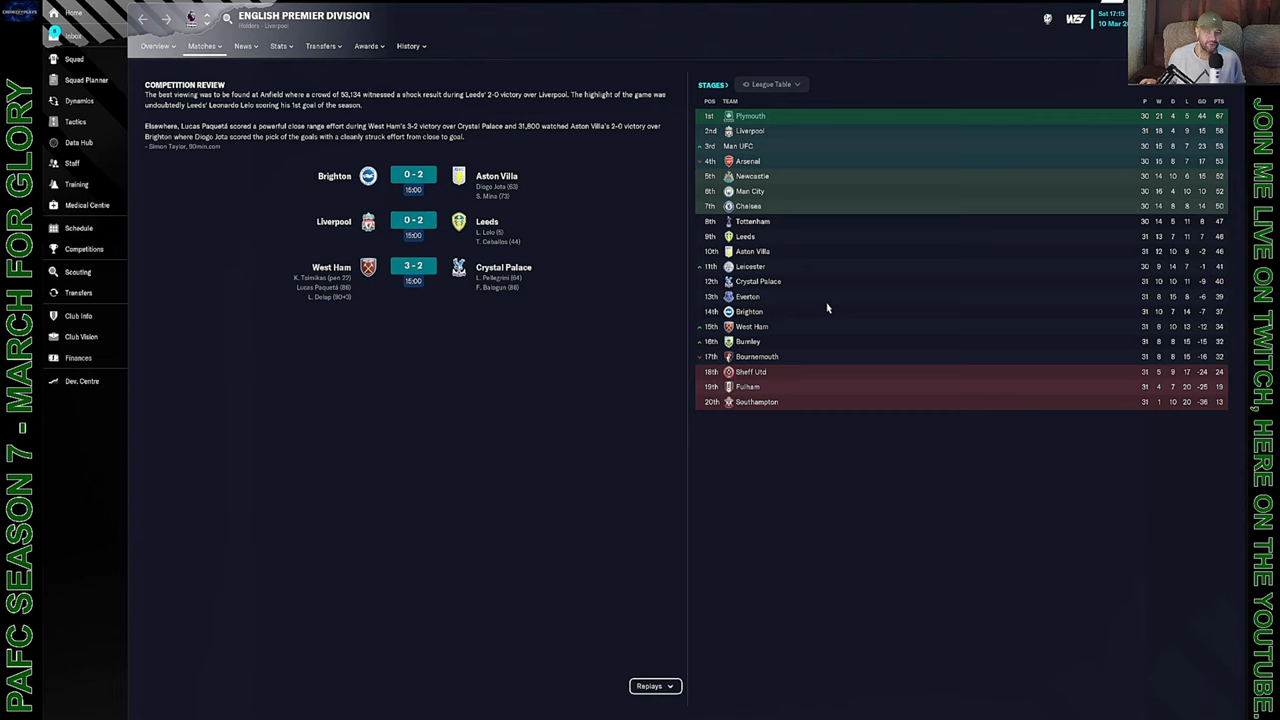 PAFC SEASON 7 - MARCH FOR GLORY
JOIN ME LIVE ON TWITCH, HERE ON THE YOUTUBE.
Home
Inbox
Squad
Squad Planner
Dynamics
Tactics
Data Hub
Staff
Training
Medical Centre
Schedule
Competitions
Scouting
Transfers
Club Info
Club Vision
Finances
Dev. Centre
ENGLISH PREMIER DIVISION
Holders - Liverpool
Sat 17:15
10 Mar
Overview Matches News Stats Transfers Awards History
COMPETITION REVIEW
The best viewing was to be found at Anfield where a crowd of 53,134 witnessed a shock result during Leeds' 2-0 victory over Liverpool. The highlight of the game was
undoubtedly Leeds' Leonardo Lelo scoring his 1st goal of the season.
Elsewhere, Lucas Paquetá scored a powerful close range effort during West Ham's 3-2 victory over Crystal Palace and 31,800 watched Aston Villa's 2-0 victory over
Brighton where Diogo Jota scored the pick of the goals with a cleanly struck effort from close to goal.
- Simon Taylor, 90min.com
Brighton 0 - 2 Aston Villa
15:00
Diogo Jota (63)
S. Mina (73)
Liverpool 0 - 2 Leeds
15:00
L. Lelo (5)
T. Ceballos (44)
West Ham 3 - 2 Crystal Palace
15:00
K. Tsimikas (pen 22)
Lucas Paquetá (86)
L. Delap (90+3)
L. Pellegrini (64)
F. Balogun (88)
Replays
STAGES > League Table
POS TEAM P W D L GD PTS
1st Plymouth 30 21 4 5 44 67
2nd Liverpool 31 18 4 9 15 58
3rd Man UFC 30 15 8 7 23 53
4th Arsenal 30 15 8 7 17 53
5th Newcastle 30 14 10 6 15 52
6th Man City 30 16 4 10 10 52
7th Chelsea 30 14 8 8 14 50
8th Tottenham 30 14 5 11 8 47
9th Leeds 31 13 7 11 7 46
10th Aston Villa 31 12 10 9 -2 46
11th Leicester 30 9 14 7 -1 41
12th Crystal Palace 31 10 10 11 -9 40
13th Everton 31 8 15 8 -6 39
14th Brighton 31 10 7 14 -7 37
15th West Ham 31 8 10 13 -12 34
16th Burnley 31 8 8 15 -15 32
17th Bournemouth 31 8 8 15 -16 32
18th Sheff Utd 31 5 9 17 -24 24
19th Fulham 31 4 7 20 -25 19
20th Southampton 31 1 10 20 -36 13